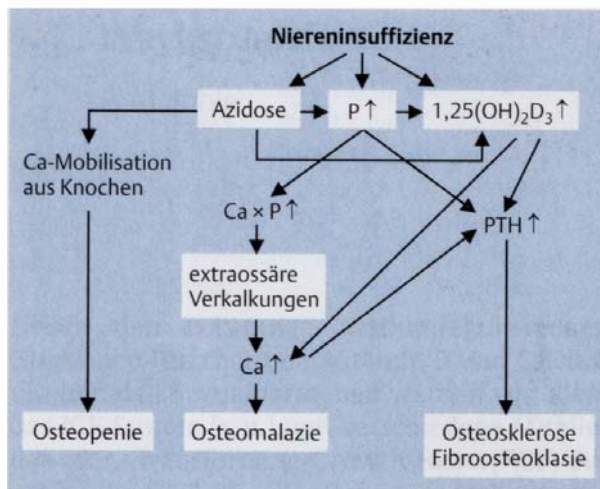 Niereninsuffizienz
Azidose P↑ 1,25(OH)₂D₃↑
Ca-Mobilisation
aus Knochen
Ca × P↑
PTH↑
extraossäre
Verkalkungen
Ca↑
Osteopenie Osteomalazie Osteosklerose
Fibroosteoklasie